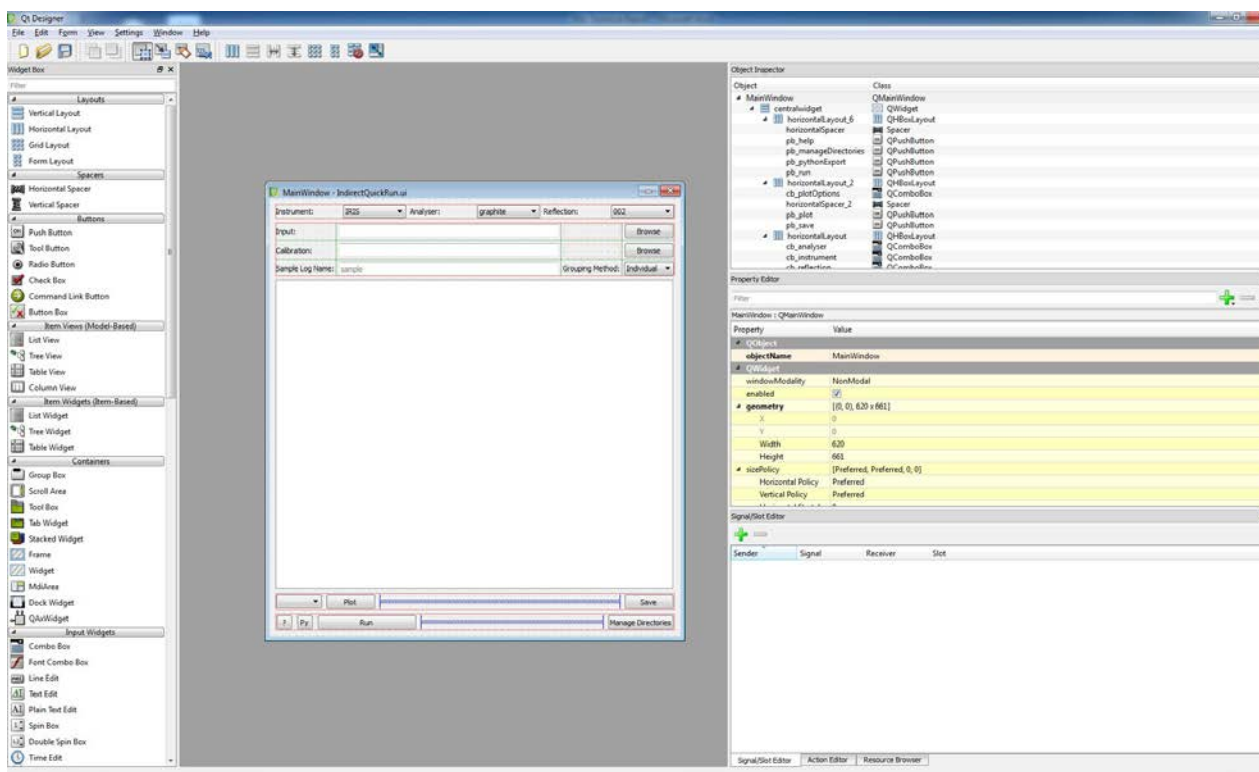 Qt Designer
File Edit Form View Settings Window Help
Widget Box
Filter
Layouts
Vertical Layout
Horizontal Layout
Grid Layout
Form Layout
Spacers
Horizontal Spacer
Vertical Spacer
Buttons
Push Button
Tool Button
Radio Button
Check Box
Command Link Button
Button Box
Item Views (Model-Based)
List View
Tree View
Table View
Column View
Item Widgets (Item-Based)
List Widget
Tree Widget
Table Widget
Containers
Group Box
Scroll Area
Tool Box
Tab Widget
Stacked Widget
Frame
Widget
MdiArea
Dock Widget
QAxWidget
Input Widgets
Combo Box
Font Combo Box
Line Edit
Text Edit
Plain Text Edit
Spin Box
Double Spin Box
Time Edit
MainWindow - IndirectQuickRun.ui
Instrument: IRIS Analyser: graphite Reflection: 002
Input: Browse
Calibration: Browse
Sample Log Name: sample Grouping Method: Individual
Plot Save
? Py Run Manage Directories
Object Inspector
Object Class
MainWindow QMainWindow
centralwidget QWidget
horizontalLayout_6 QHBoxLayout
horizontalSpacer Spacer
pb_help QPushButton
pb_manageDirectories QPushButton
pb_pythonExport QPushButton
pb_run QPushButton
horizontalLayout_2 QHBoxLayout
cb_plotOptions QComboBox
horizontalSpacer_2 Spacer
pb_plot QPushButton
pb_save QPushButton
horizontalLayout QHBoxLayout
cb_analyser QComboBox
cb_instrument QComboBox
cb_reflection QComboBox
Property Editor
Filter
MainWindow : QMainWindow
Property Value
QObject
objectName MainWindow
QWidget
windowModality NonModal
enabled
geometry [(0, 0), 620 x 661]
X 0
Y 0
Width 620
Height 661
sizePolicy [Preferred, Preferred, 0, 0]
Horizontal Policy Preferred
Vertical Policy Preferred
Signal/Slot Editor
Sender Signal Receiver Slot
Signal/Slot Editor Action Editor Resource Browser